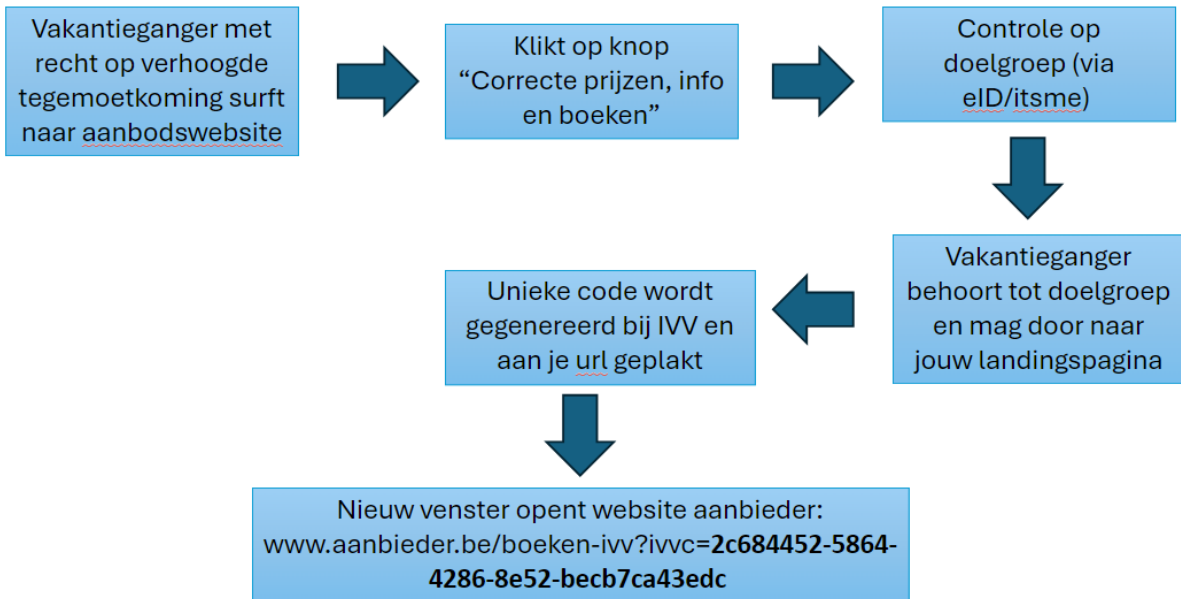 Vakantieganger met
recht op verhoogde
tegemoetkoming surft
naar aanbodswebsite
Klikt op knop
“Correcte prijzen, info
en boeken”
Controle op
doelgroep (via
eID/itsme)
Vakantieganger
behoort tot doelgroep
en mag door naar
jouw landingspagina
Unieke code wordt
gegenereerd bij IVV en
aan je url geplakt
Nieuw venster opent website aanbieder:
www.aanbieder.be/boeken-ivv?ivvc=2c684452-5864-
4286-8e52-becb7ca43edc